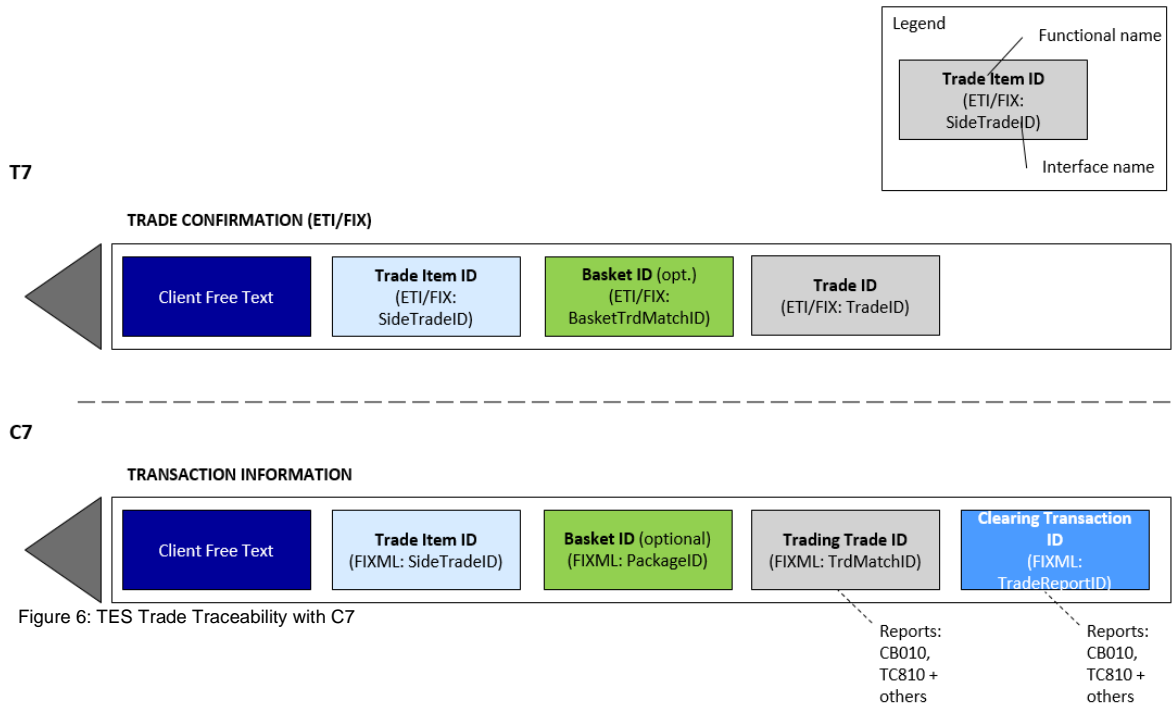 Legend
Functional name
Trade Item ID
(ETI/FIX:
SideTradeID)
Interface name
T7
TRADE CONFIRMATION (ETI/FIX)
Client Free Text
Trade Item ID
(ETI/FIX:
SideTradeID)
Basket ID (opt.)
(ETI/FIX:
BasketTrdMatchID)
Trade ID
(ETI/FIX: TradeID)
C7
TRANSACTION INFORMATION
Client Free Text
Trade Item ID
(FIXML: SideTradeID)
Basket ID (optional)
(FIXML: PackageID)
Trading Trade ID
(FIXML: TrdMatchID)
Clearing Transaction
ID
(FIXML:
TradeReportID)
Figure 6: TES Trade Traceability with C7
Reports:
CB010,
TC810 +
others
Reports:
CB010,
TC810 +
others